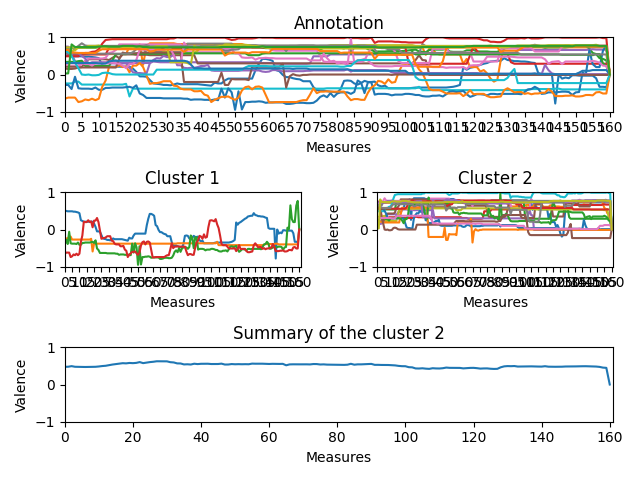 Annotation
1
0
−1
Valence
0 5 10 15 20 25 30 35 40 45 50 55 60 65 70 75 80 85 90 95 100 105 110 115 120 125 130 135 140 145 150 155 160
Measures
Cluster 1
Cluster 2
1
0
−1
Valence
1
0
−1
Valence
Measures
Measures
Summary of the cluster 2
1
0
−1
Valence
0 20 40 60 80 100 120 140 160
Measures